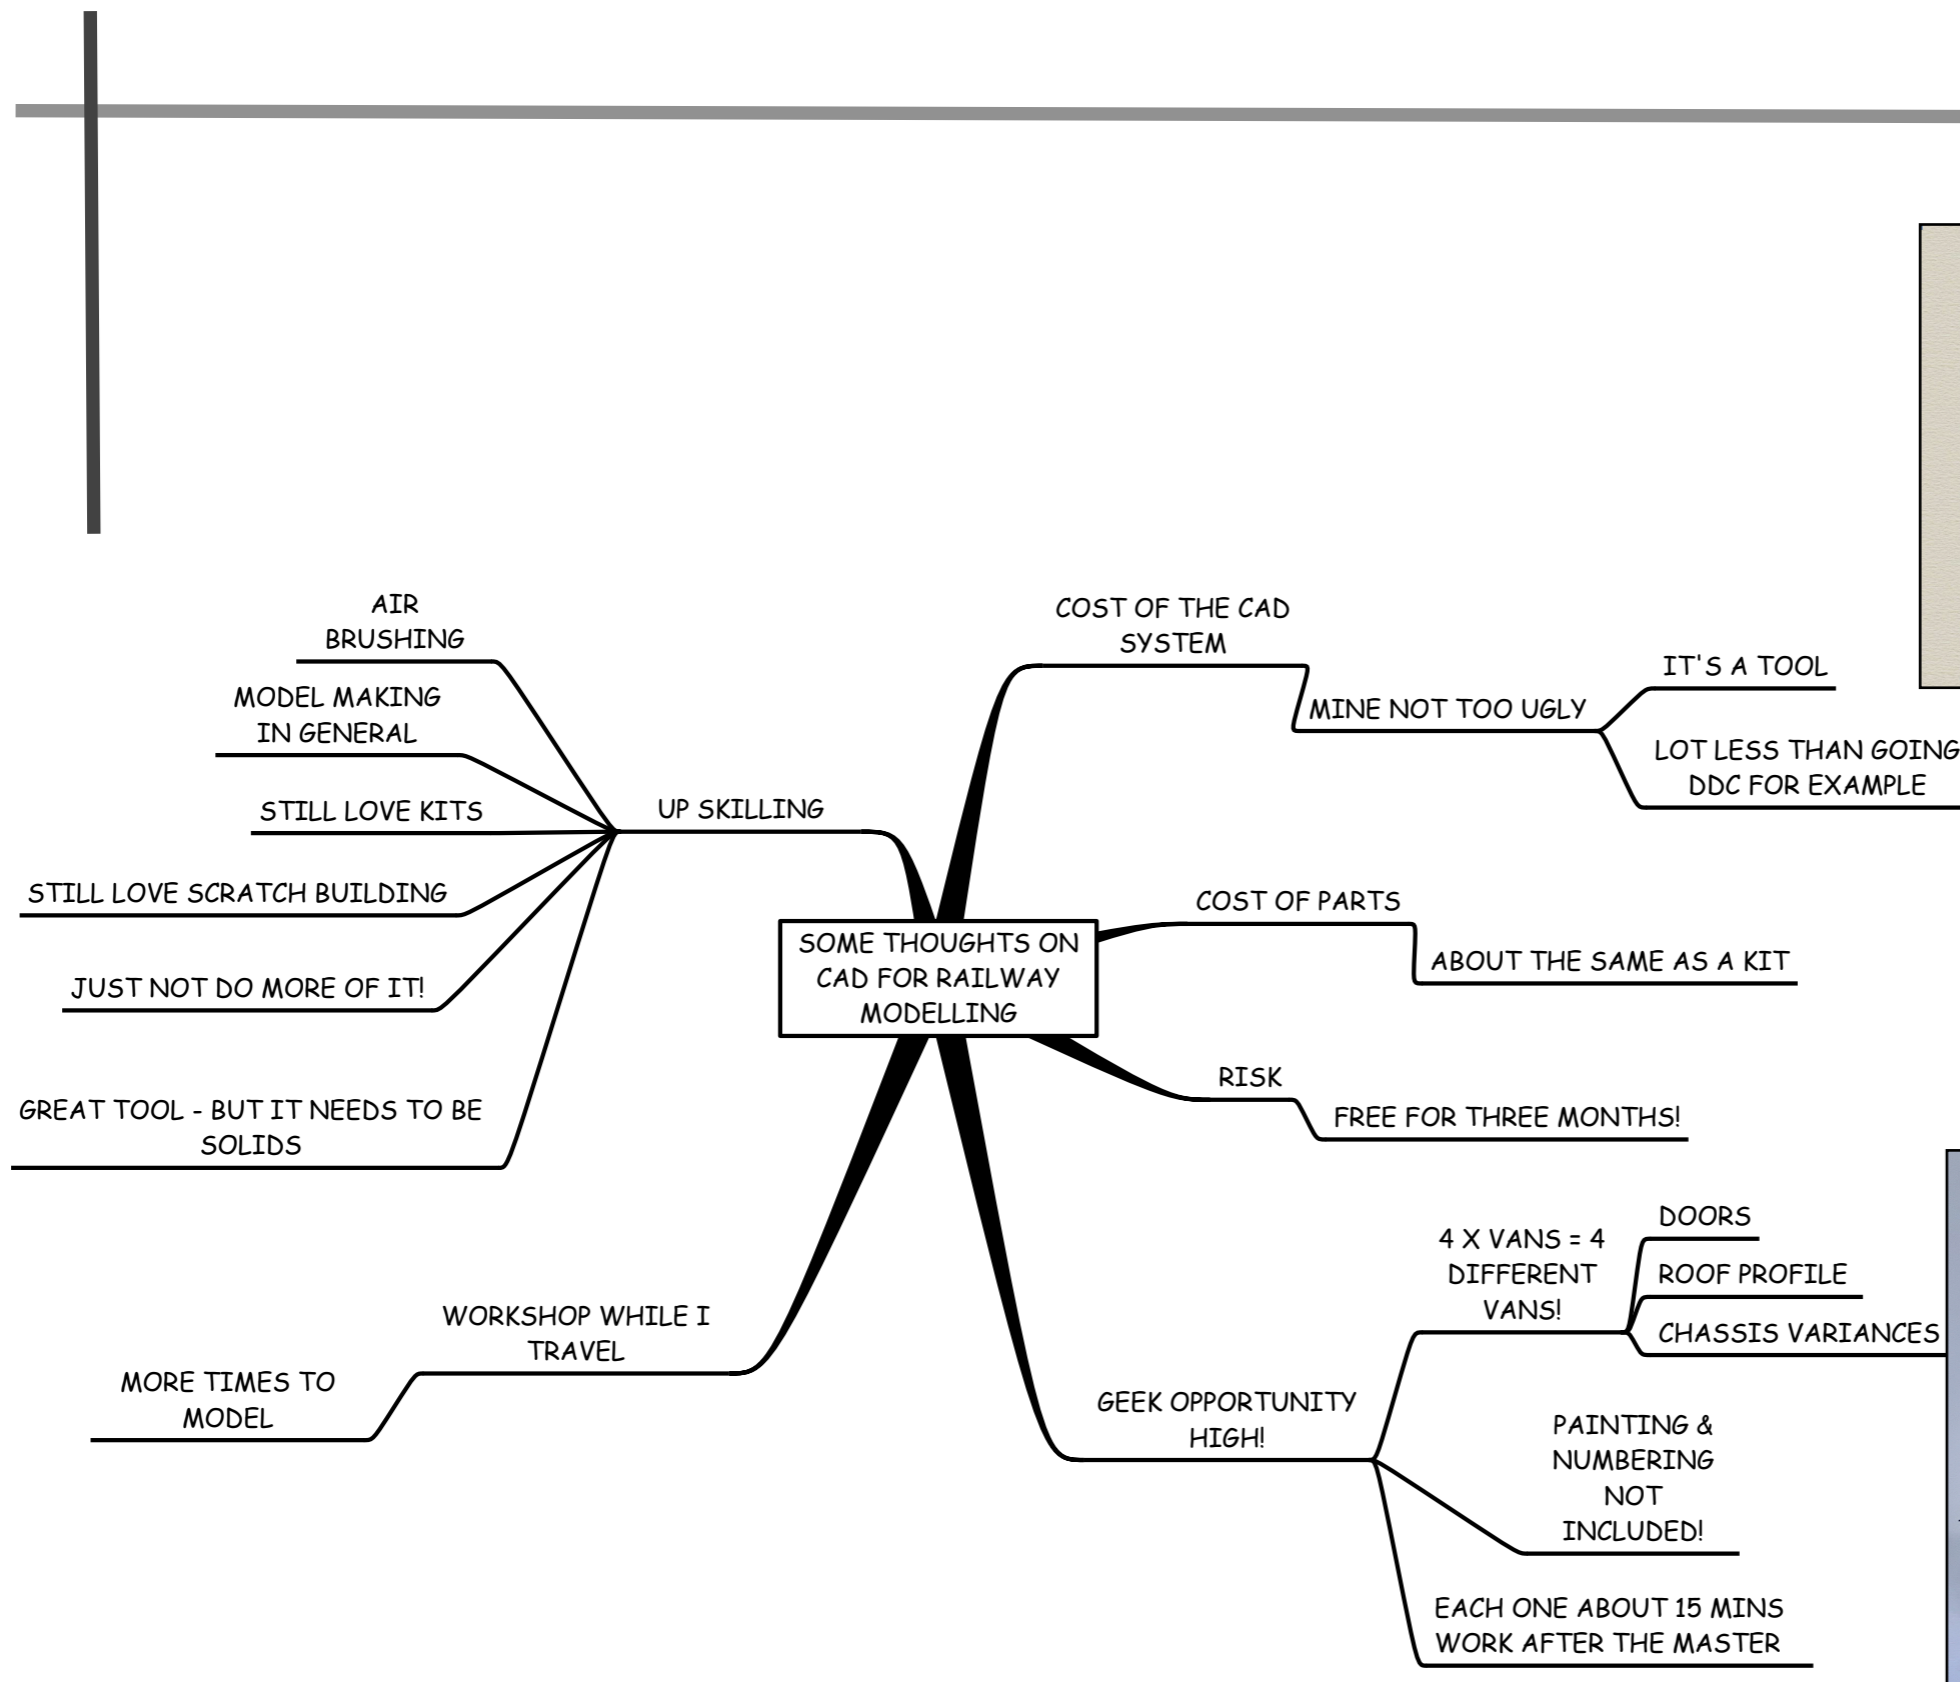 AIR
BRUSHING
MODEL MAKING
IN GENERAL
STILL LOVE KITS
STILL LOVE SCRATCH BUILDING
JUST NOT DO MORE OF IT!
GREAT TOOL - BUT IT NEEDS TO BE
SOLIDS
UP SKILLING
WORKSHOP WHILE I
TRAVEL
MORE TIMES TO
MODEL
SOME THOUGHTS ON
CAD FOR RAILWAY
MODELLING
COST OF THE CAD
SYSTEM
MINE NOT TOO UGLY
IT'S A TOOL
LOT LESS THAN GOING
DDC FOR EXAMPLE
COST OF PARTS
ABOUT THE SAME AS A KIT
RISK
FREE FOR THREE MONTHS!
GEEK OPPORTUNITY
HIGH!
4 X VANS = 4
DIFFERENT
VANS!
DOORS
ROOF PROFILE
CHASSIS VARIANCES
PAINTING &
NUMBERING
NOT
INCLUDED!
EACH ONE ABOUT 15 MINS
WORK AFTER THE MASTER